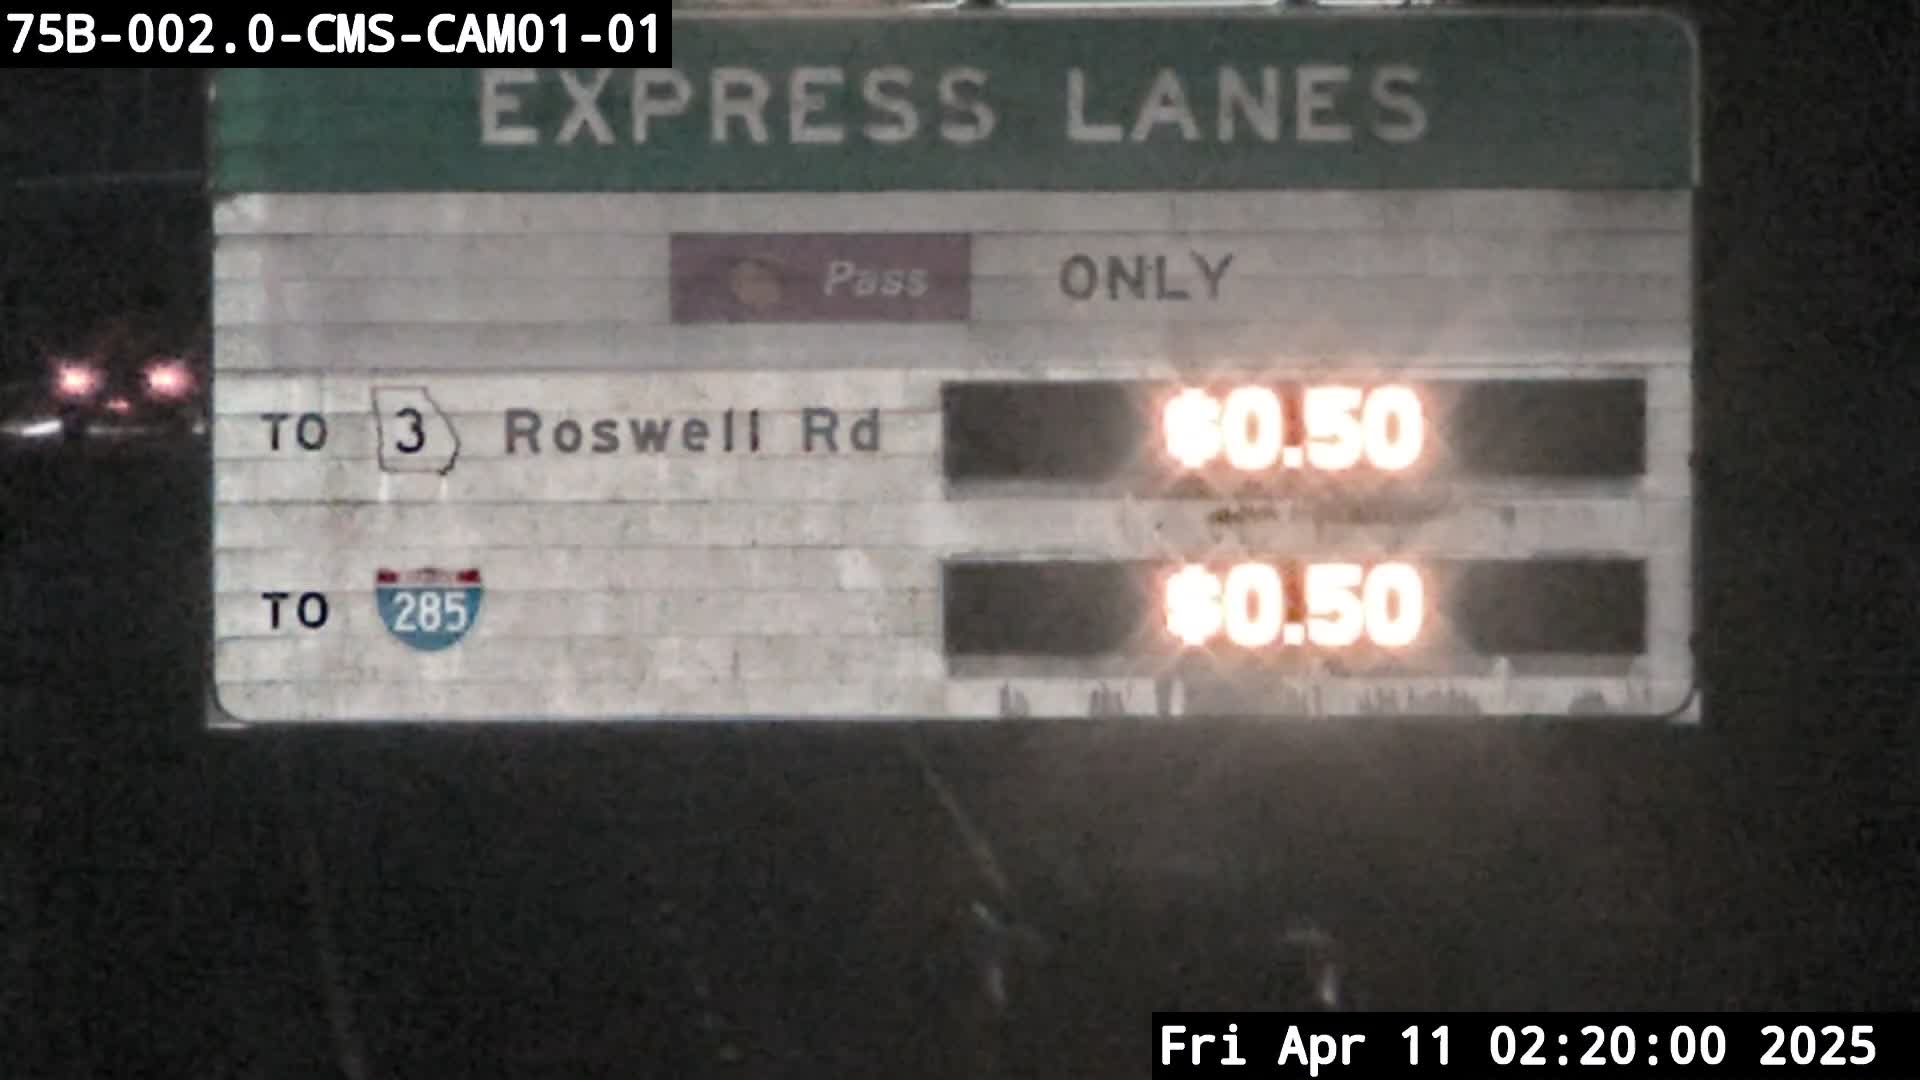 75B-002.0-CMS-CAM01-01
EXPRESS LANES
Pass ONLY
TO 3 Roswell Rd $0.50
TO 285 $0.50
Fri Apr 11 02:20:00 2025